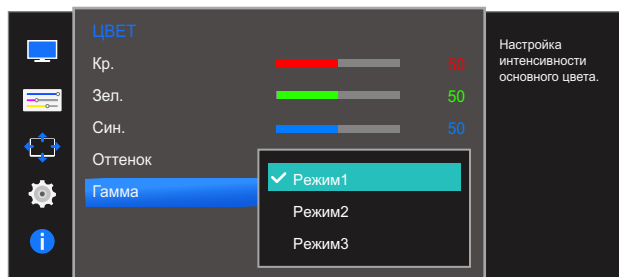 ЦВЕТ
Кр. 50
Зел. 50
Син. 50
Оттенок
Гамма
Режим1
Режим2
Режим3
Настройка
интенсивности
основного цвета.